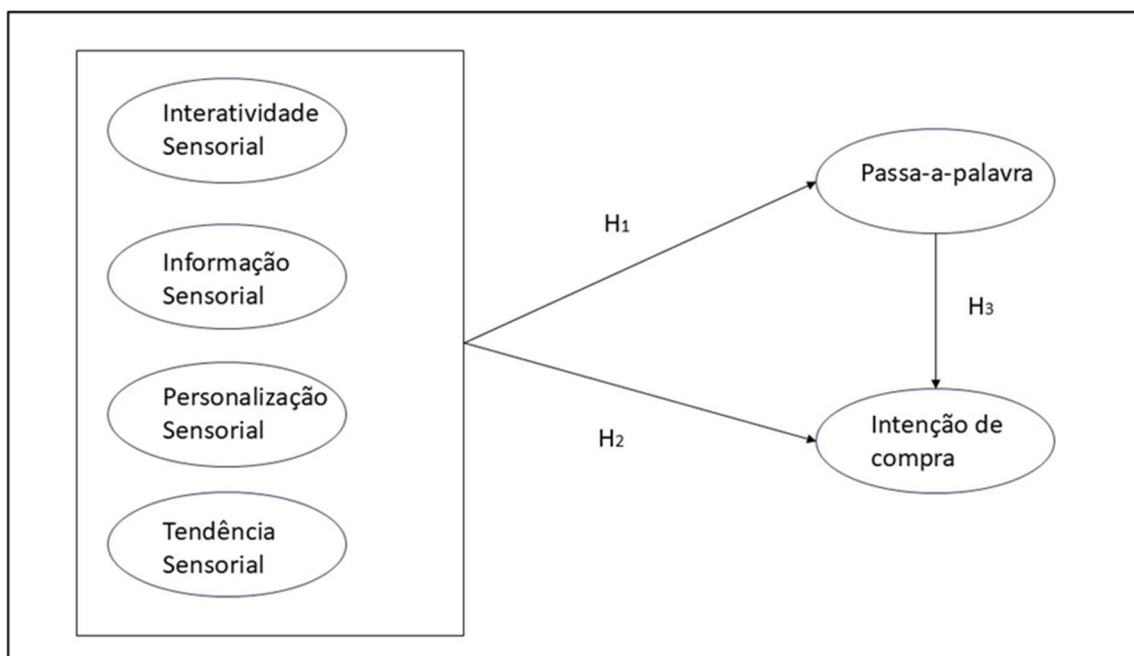 Interatividade
Sensorial
Informação
Sensorial
Personalização
Sensorial
Tendência
Sensorial
H1
H2
Passa-a-palavra
H3
Intenção de
compra